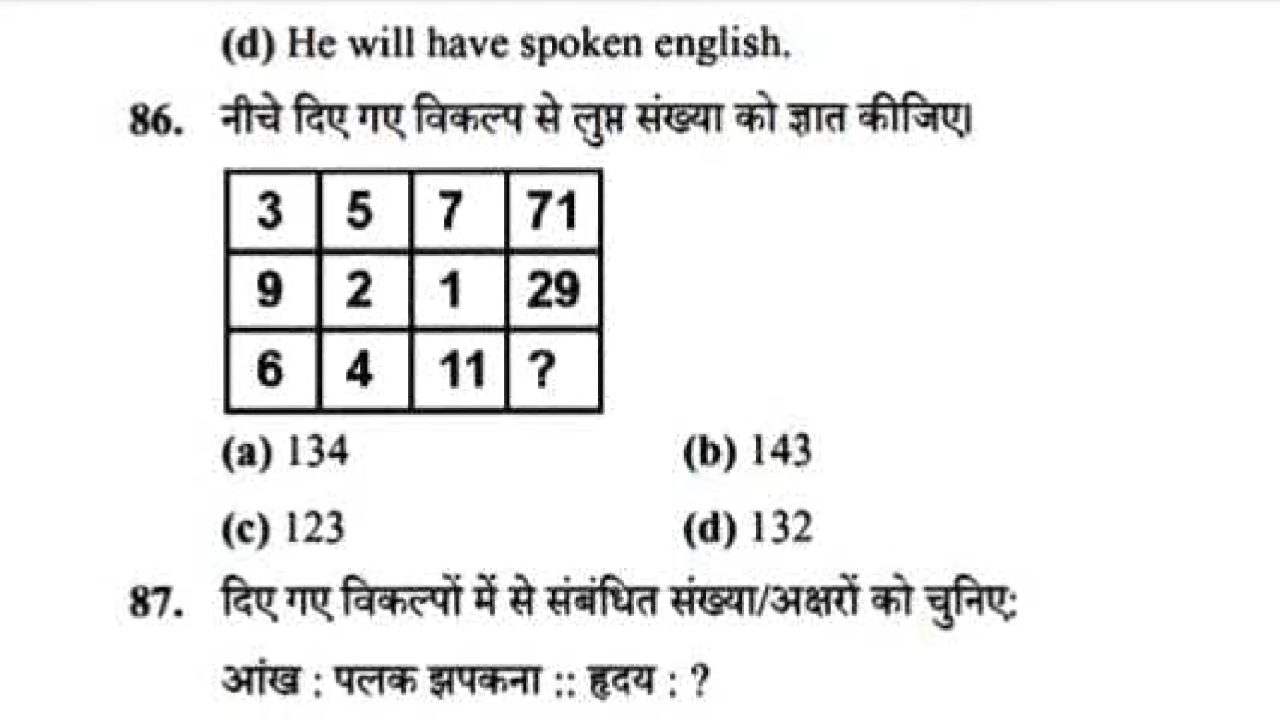 (d) He will have spoken english.
86. नीचे दिए गए विकल्प से लुप्त संख्या को ज्ञात कीजिए।
3 5 7 71
9 2 1 29
6 4 11 ?
(a) 134 (b) 143
(c) 123 (d) 132
87. दिए गए विकल्पों में से संबंधित संख्या/अक्षरों को चुनिए:
आंख : पलक झपकना :: हृदय : ?